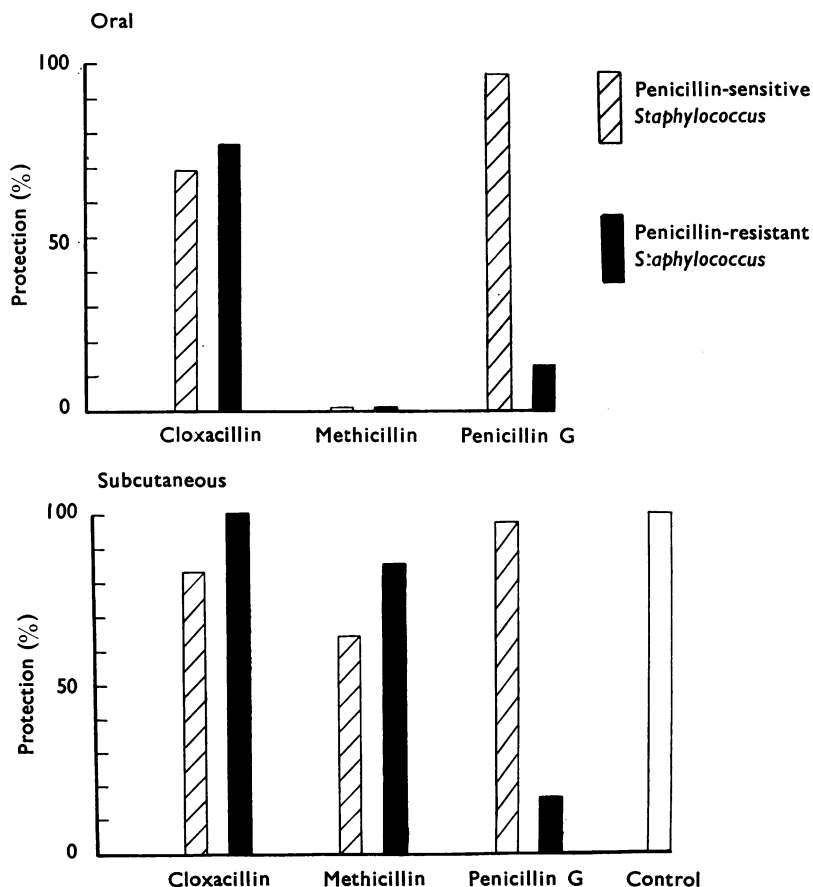 Oral
100
50
0
Protection (%)
Cloxacillin Methicillin Penicillin G
Penicillin-sensitive
Staphylococcus
Penicillin-resistant
Staphylococcus
Subcutaneous
100
50
0
Protection (%)
Cloxacillin Methicillin Penicillin G Control